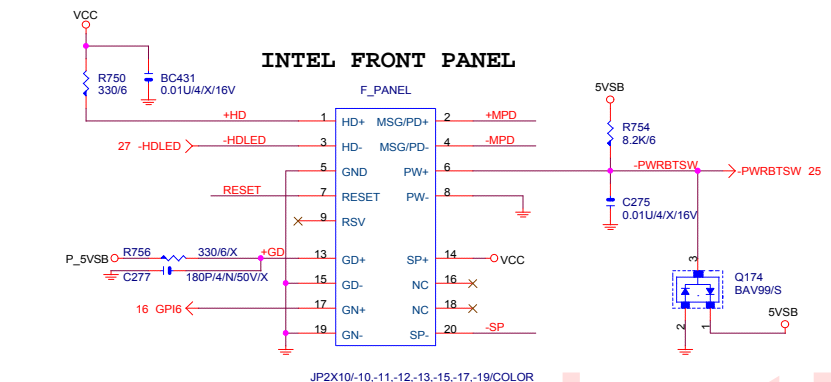 VCC
R750
330/6
BC431
0.01U/4/X/16V
INTEL FRONT PANEL
F_PANEL
+HD 1 HD+ MSG/PD+ 2 +MPD
27 -HDLED -HDLED 3 HD- MSG/PD- 4 -MPD
5 GND PW+ 6 -PWRBTSW -PWRBTSW 25
RESET 7 RESET PW- 8
9 RSV
P_5VSB R756 330/6/X +GD 13 GD+ SP+ 14 VCC
C277 180P/4/N/50V/X
15 GD- NC 16
16 GPI6 17 GN+ NC 18
19 GN- SP- 20 -SP
JP2X10/-10,-11,-12,-13,-15,-17,-19/COLOR
5VSB
R754
8.2K/6
C275
0.01U/4/X/16V
3
Q174
BAV99/S
2
1
5VSB